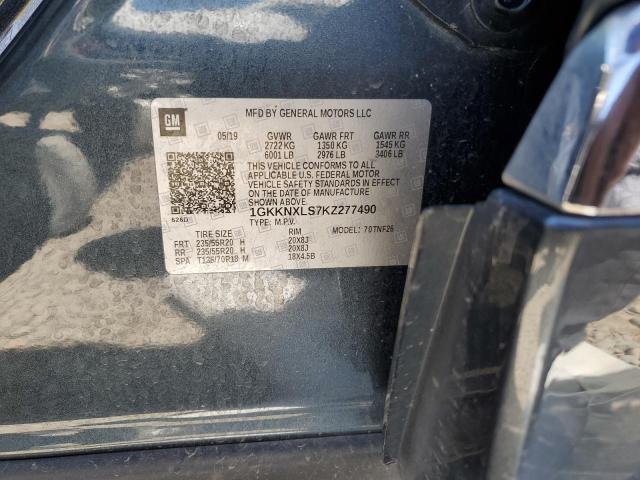 GM
MFD BY GENERAL MOTORS LLC
05/19 GVWR GAWR FRT GAWR RR
2722 KG 1350 KG 1545 KG
6001 LB 2976 LB 3406 LB
THIS VEHICLE CONFORMS TO ALL
APPLICABLE U.S. FEDERAL MOTOR
VEHICLE SAFETY STANDARDS IN EFFECT
ON THE DATE OF MANUFACTURE
SHOWN ABOVE.
1GKKNXLS7KZ277490
626D
TYPE: M.P.V. MODEL: 70TNF26
TIRE SIZE RIM
FRT 235/55R20 H 20X8J
RR 235/55R20 H 20X8J
SPA T135/70R18 M 18X4.5B